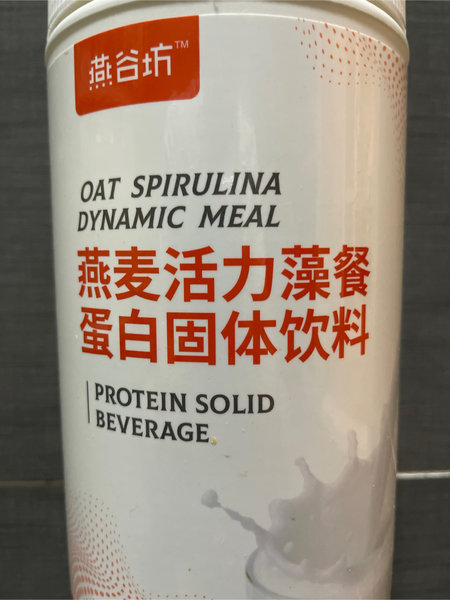 燕谷坊™
OAT SPIRULINA
DYNAMIC MEAL
燕麦活力藻餐
蛋白固体饮料
PROTEIN SOLID
BEVERAGE